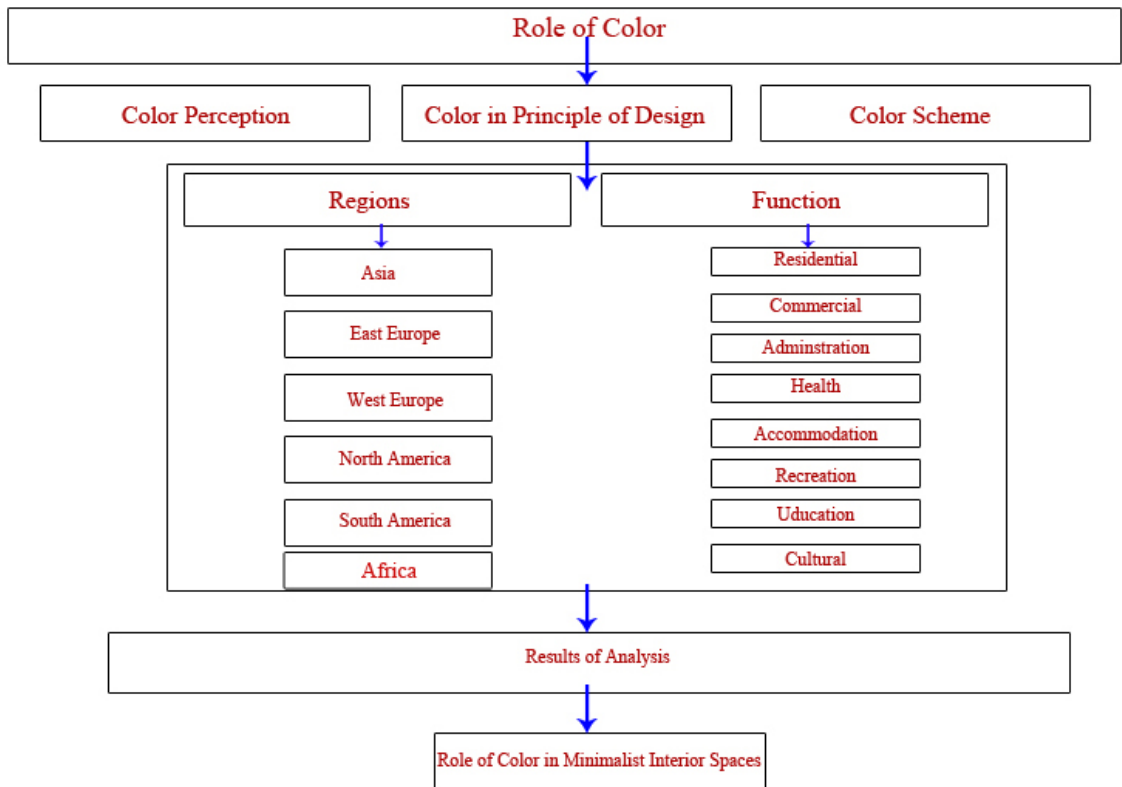 Role of Color
Color Perception
Color in Principle of Design
Color Scheme
Regions
Function
Asia
East Europe
West Europe
North America
South America
Africa
Residential
Commercial
Adminstration
Health
Accommodation
Recreation
Uducation
Cultural
Results of Analysis
Role of Color in Minimalist Interior Spaces